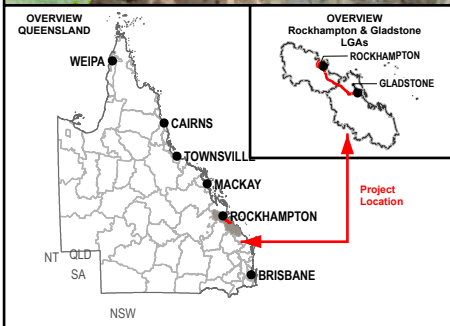 OVERVIEW
QUEENSLAND
WEIPA
CAIRNS
TOWNSVILLE
MACKAY
ROCKHAMPTON
BRISBANE
NT
QLD
SA
NSW
OVERVIEW
Rockhampton & Gladstone
LGAs
ROCKHAMPTON
GLADSTONE
Project
Location